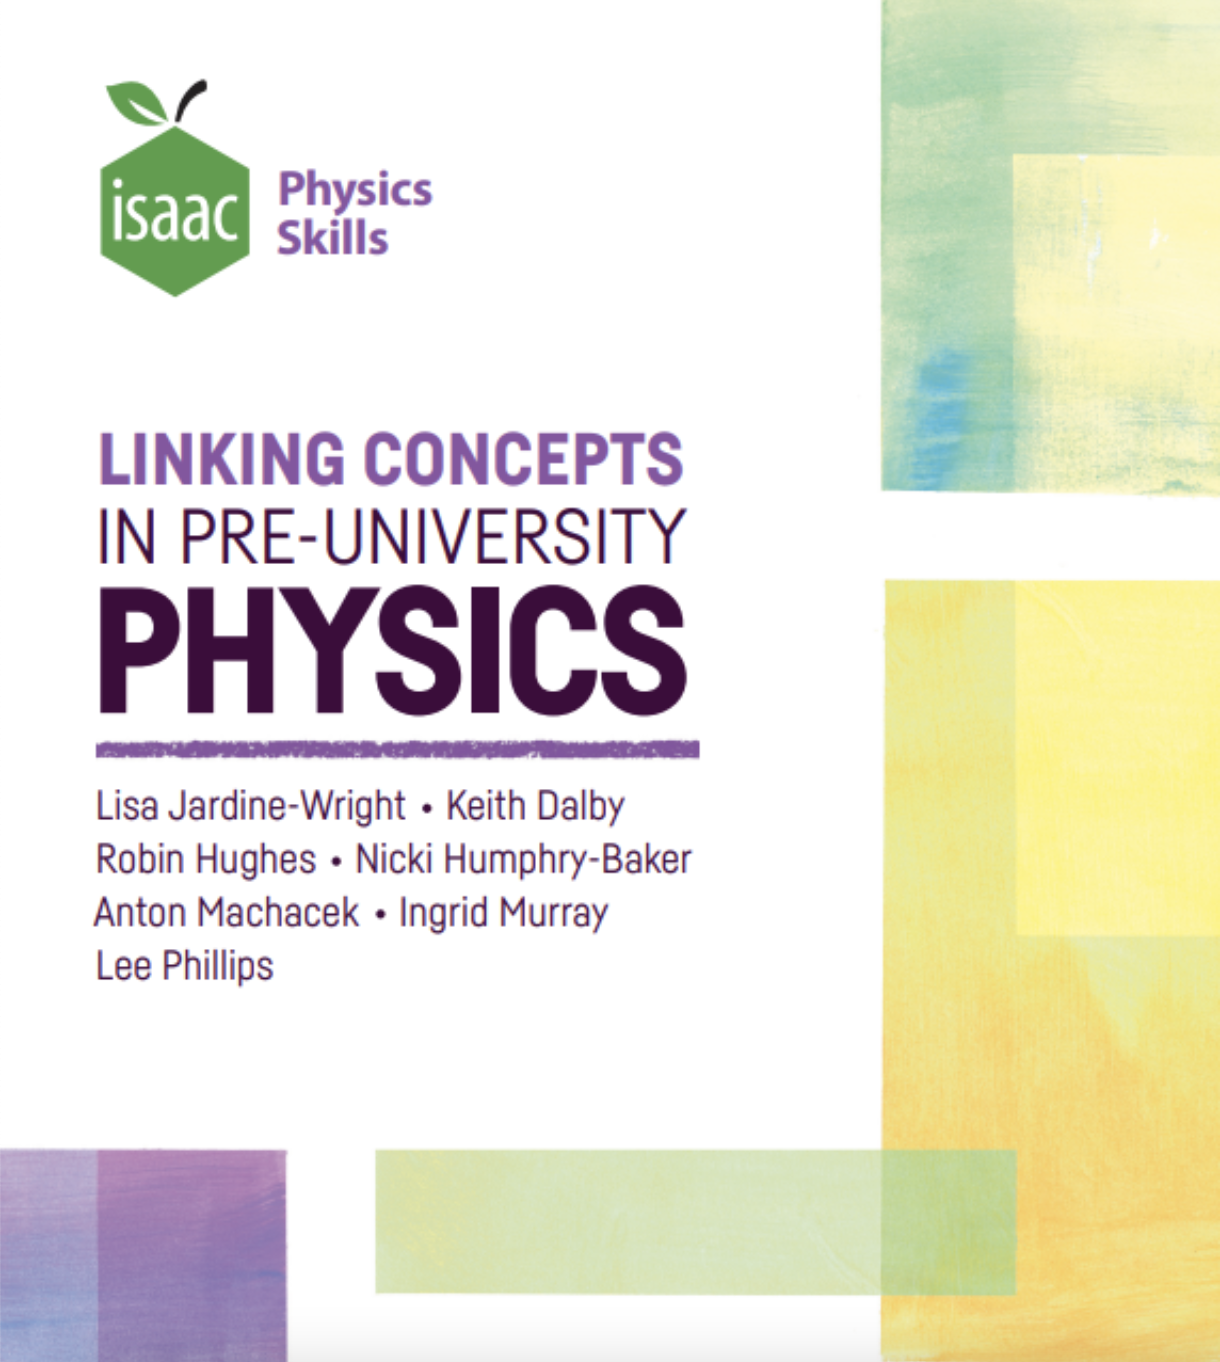 isaac
Physics
Skills
LINKING CONCEPTS
IN PRE-UNIVERSITY
PHYSICS
Lisa Jardine-Wright • Keith Dalby
Robin Hughes • Nicki Humphry-Baker
Anton Machacek • Ingrid Murray
Lee Phillips